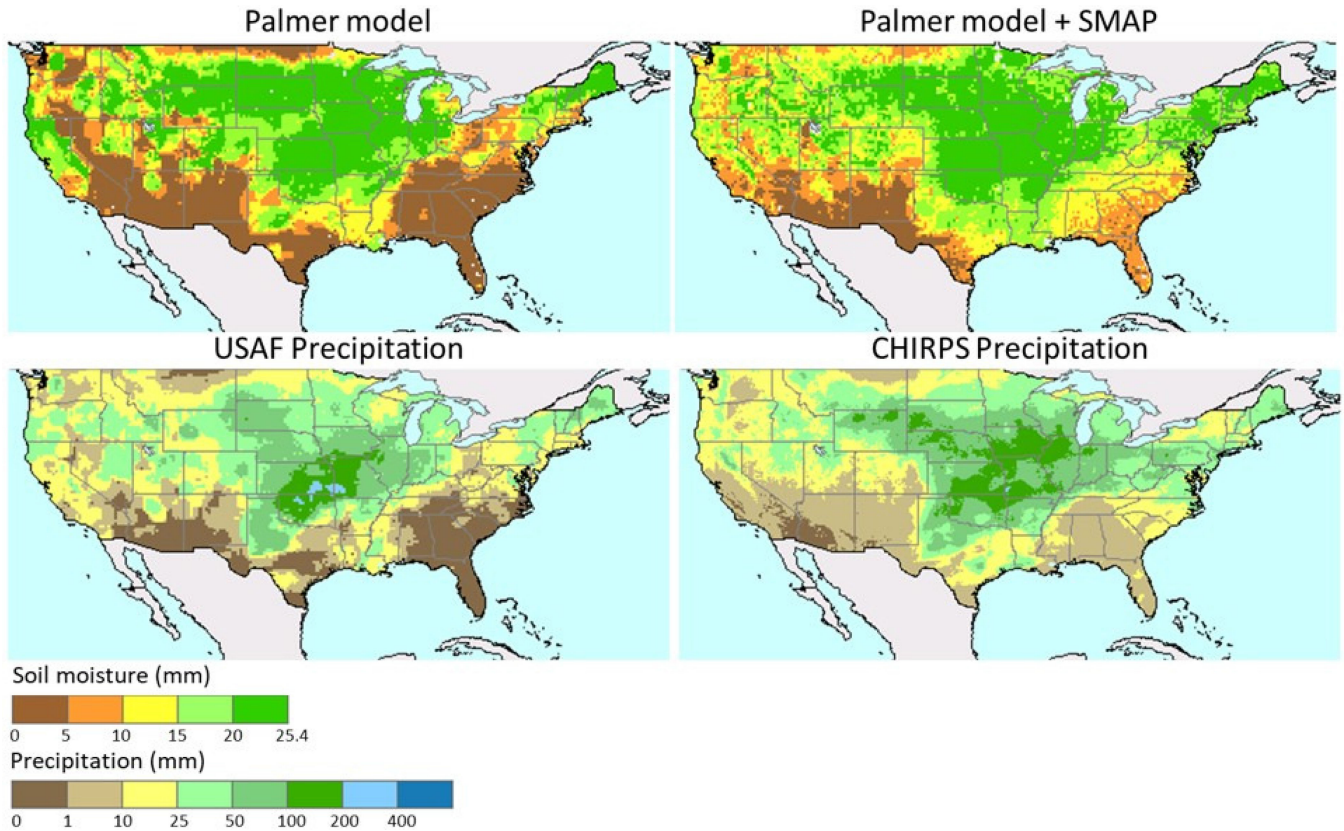 Palmer model
Palmer model + SMAP
USAF Precipitation
CHIRPS Precipitation
Soil moisture (mm)
0 5 10 15 20 25.4
Precipitation (mm)
0 1 10 25 50 100 200 400